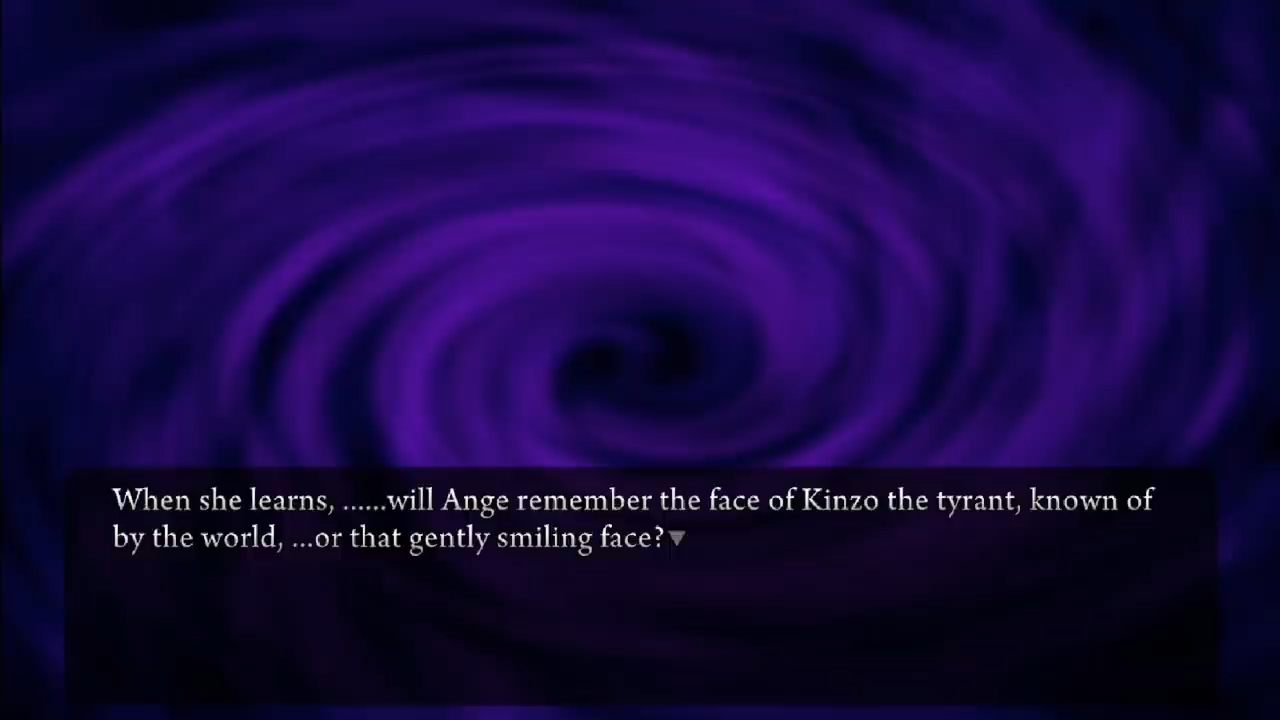 When she learns, ......will Ange remember the face of Kinzo the tyrant, known of
by the world, ...or that gently smiling face?